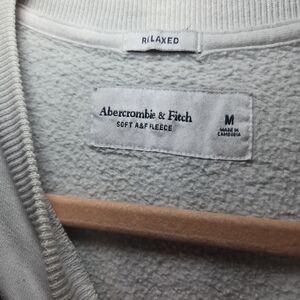 RELAXED
Abercrombie & Fitch
SOFT A&F FLEECE
M
MADE IN
CAMBODIA